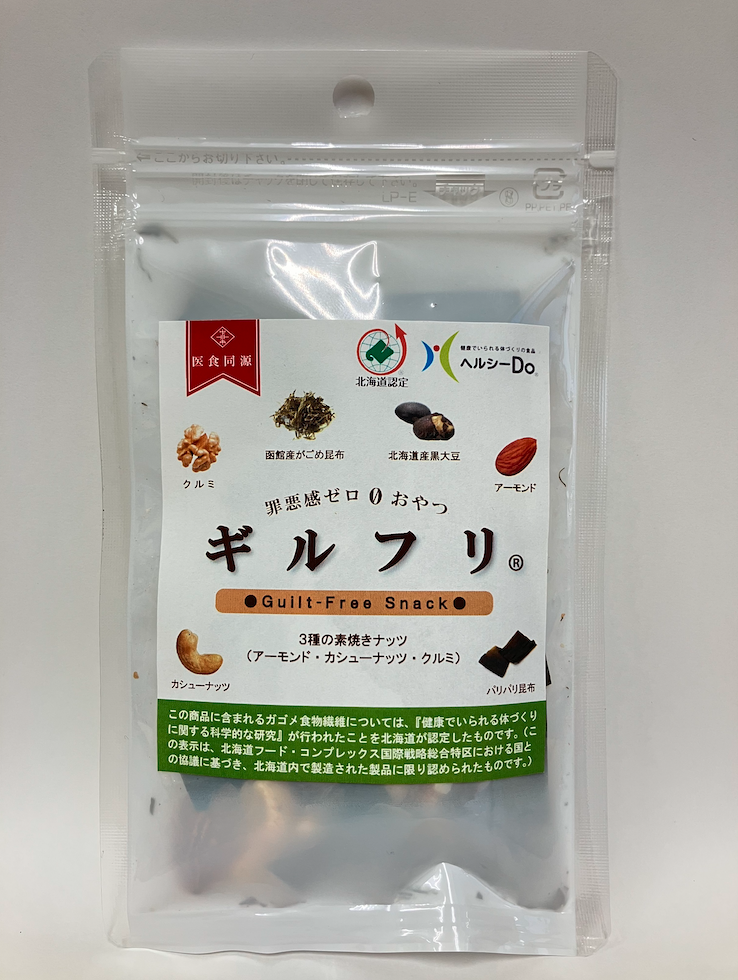 ⇦ここからお切り下さい。
LP-E
プラ
PP,PE
医食同源
北海道認定
健康でいられる体づくりの食品
ヘルシーDo®
クルミ
函館産がごめ昆布
北海道産黒大豆
アーモンド
罪悪感ゼロ0おやつ
ギルフリ®
●Guilt-Free Snack●
3種の素焼きナッツ
（アーモンド・カシューナッツ・クルミ）
カシューナッツ
パリパリ昆布
この商品に含まれるガゴメ食物繊維については、『健康でいられる体づくり
に関する科学的な研究』が行われたことを北海道が認定したものです。（こ
の表示は、北海道フード・コンプレックス国際戦略総合特区における国と
の協議に基づき、北海道内で製造された製品に限り認められたものです。）